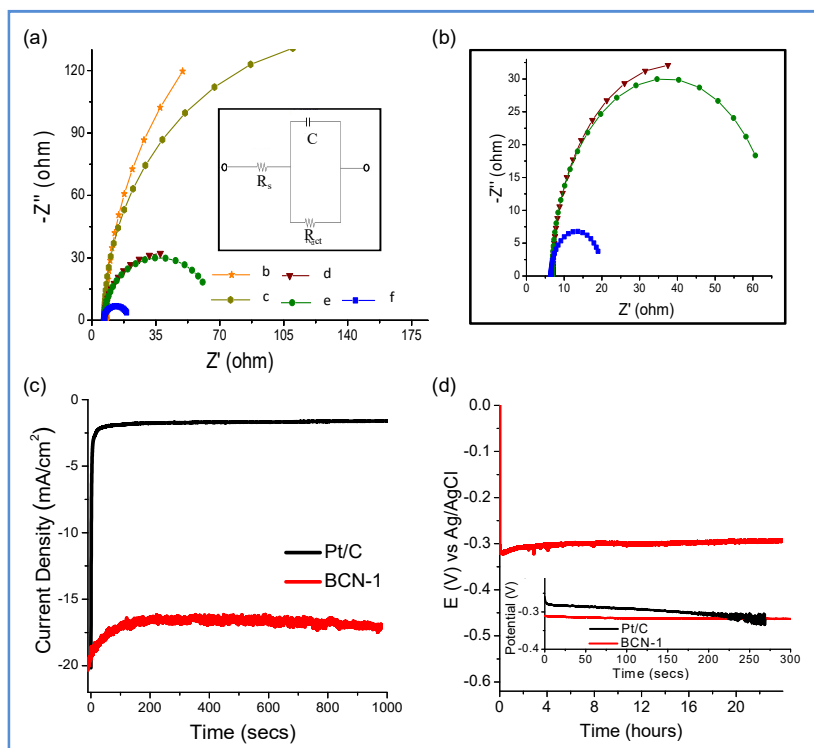 (a)
120
90
60
30
0
-Z'' (ohm)
C
R_s
R_ct
b d
c e f
0 35 70 105 140 175
Z' (ohm)
(b)
30
25
20
15
10
5
0
-Z'' (ohm)
0 10 20 30 40 50 60
Z' (ohm)
(c)
0
-5
-10
-15
-20
Current Density (mA/cm²)
Pt/C
BCN-1
0 200 400 600 800 1000
Time (secs)
(d)
0.0
-0.1
-0.2
-0.3
-0.4
-0.5
-0.6
E (V) vs Ag/AgCl
Potential (V)
-0.3
-0.4
Pt/C
BCN-1
0 50 100 150 200 250 300
Time (secs)
0 4 8 12 16 20
Time (hours)